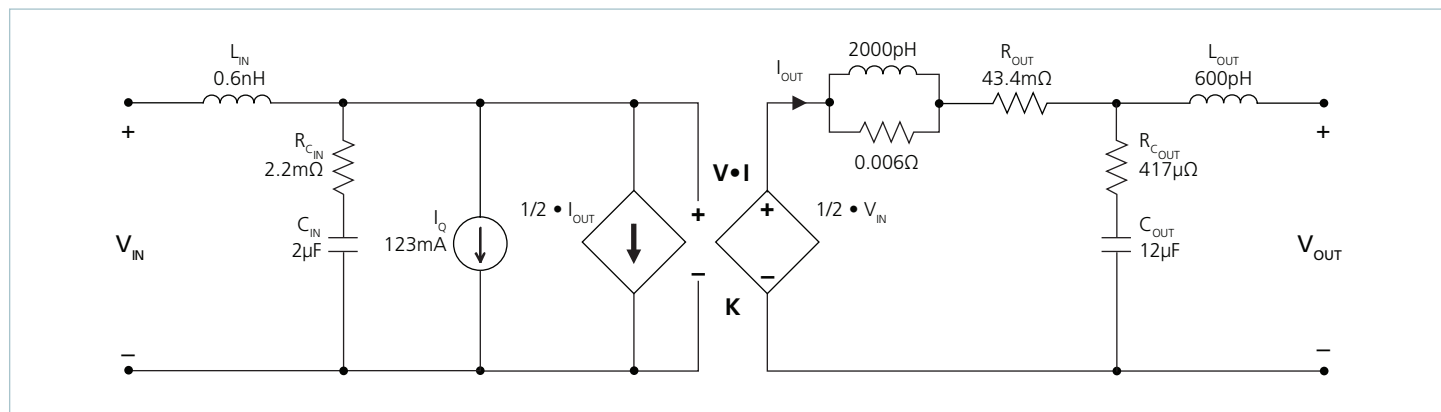 L_IN
0.6nH
+
–
V_IN
R_C_IN
2.2mΩ
C_IN
2µF
I_Q
123mA
1/2 • I_OUT
+
–
V•I
K
+
–
1/2 • V_IN
I_OUT
2000pH
0.006Ω
R_OUT
43.4mΩ
L_OUT
600pH
R_C_OUT
417µΩ
C_OUT
12µF
+
–
V_OUT